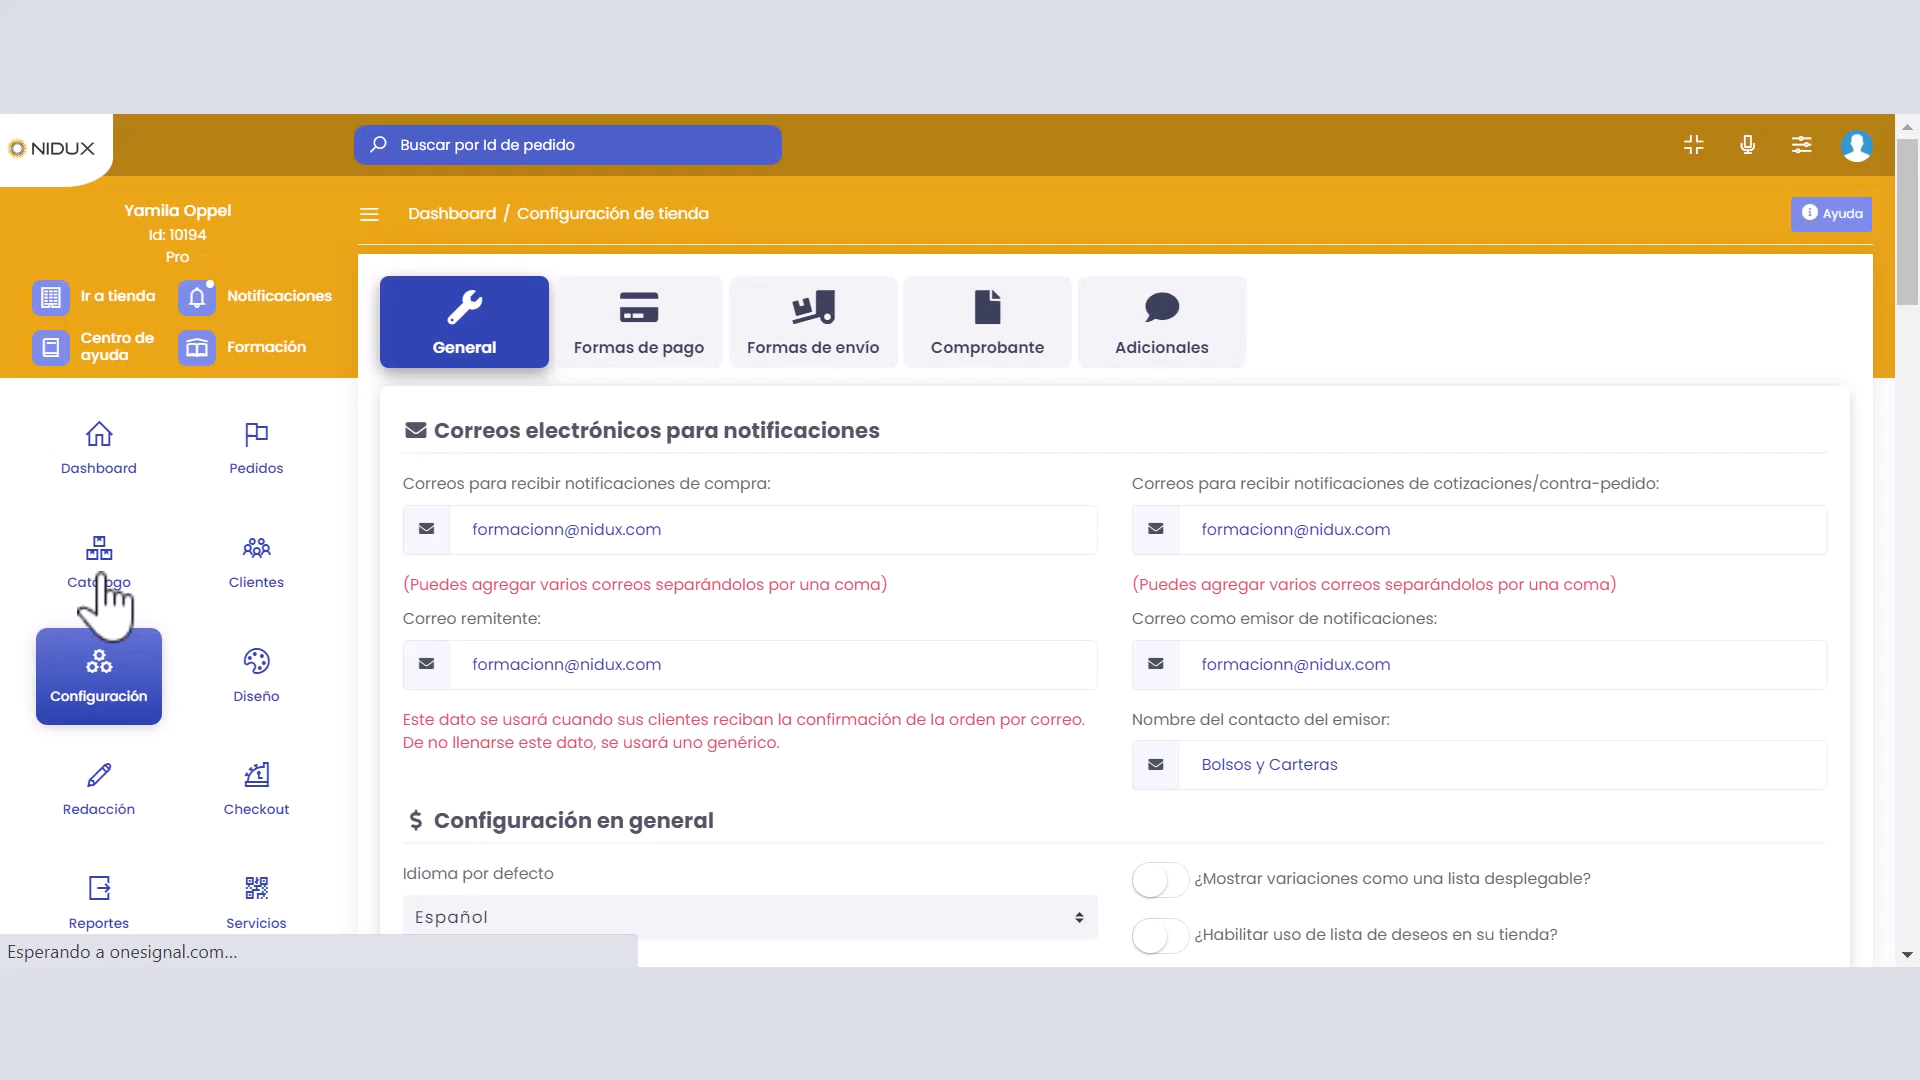 NIDUX
Buscar por Id de pedido
Yamila Oppel
Id: 10194
Pro
Ir a tienda
Notificaciones
Centro de
ayuda
Formación
Dashboard / Configuración de tienda
Ayuda
General
Formas de pago
Formas de envío
Comprobante
Adicionales
Dashboard
Pedidos
Catálogo
Clientes
Configuración
Diseño
Redacción
Checkout
Reportes
Servicios
Correos electrónicos para notificaciones
Correos para recibir notificaciones de compra:
formacionn@nidux.com
(Puedes agregar varios correos separándolos por una coma)
Correo remitente:
formacionn@nidux.com
Este dato se usará cuando sus clientes reciban la confirmación de la orden por correo.
De no llenarse este dato, se usará uno genérico.
Correos para recibir notificaciones de cotizaciones/contra-pedido:
formacionn@nidux.com
(Puedes agregar varios correos separándolos por una coma)
Correo como emisor de notificaciones:
formacionn@nidux.com
Nombre del contacto del emisor:
Bolsos y Carteras
$ Configuración en general
Idioma por defecto
Español
¿Mostrar variaciones como una lista desplegable?
¿Habilitar uso de lista de deseos en su tienda?
Esperando a onesignal.com...